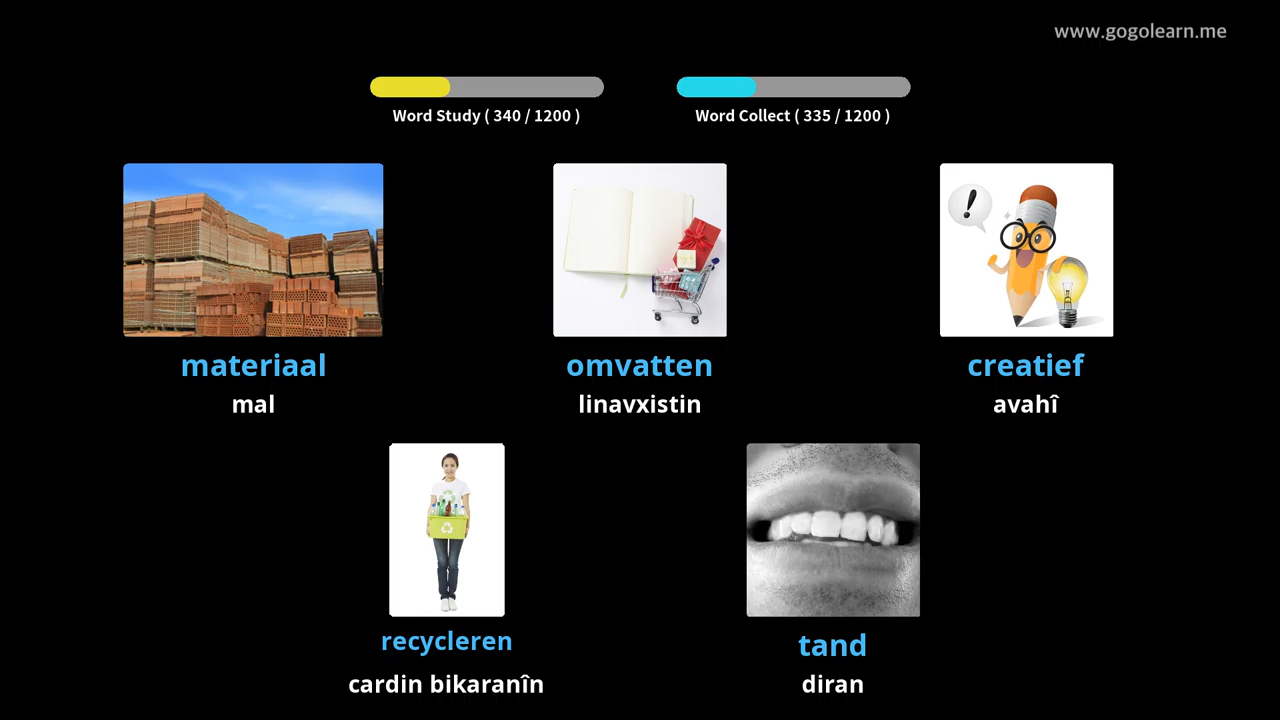 www.gogolearn.me
Word Study ( 340 / 1200 )
Word Collect ( 335 / 1200 )
materiaal
mal
omvatten
linavxistin
creatief
avahî
recycleren
cardin bikaranîn
tand
diran